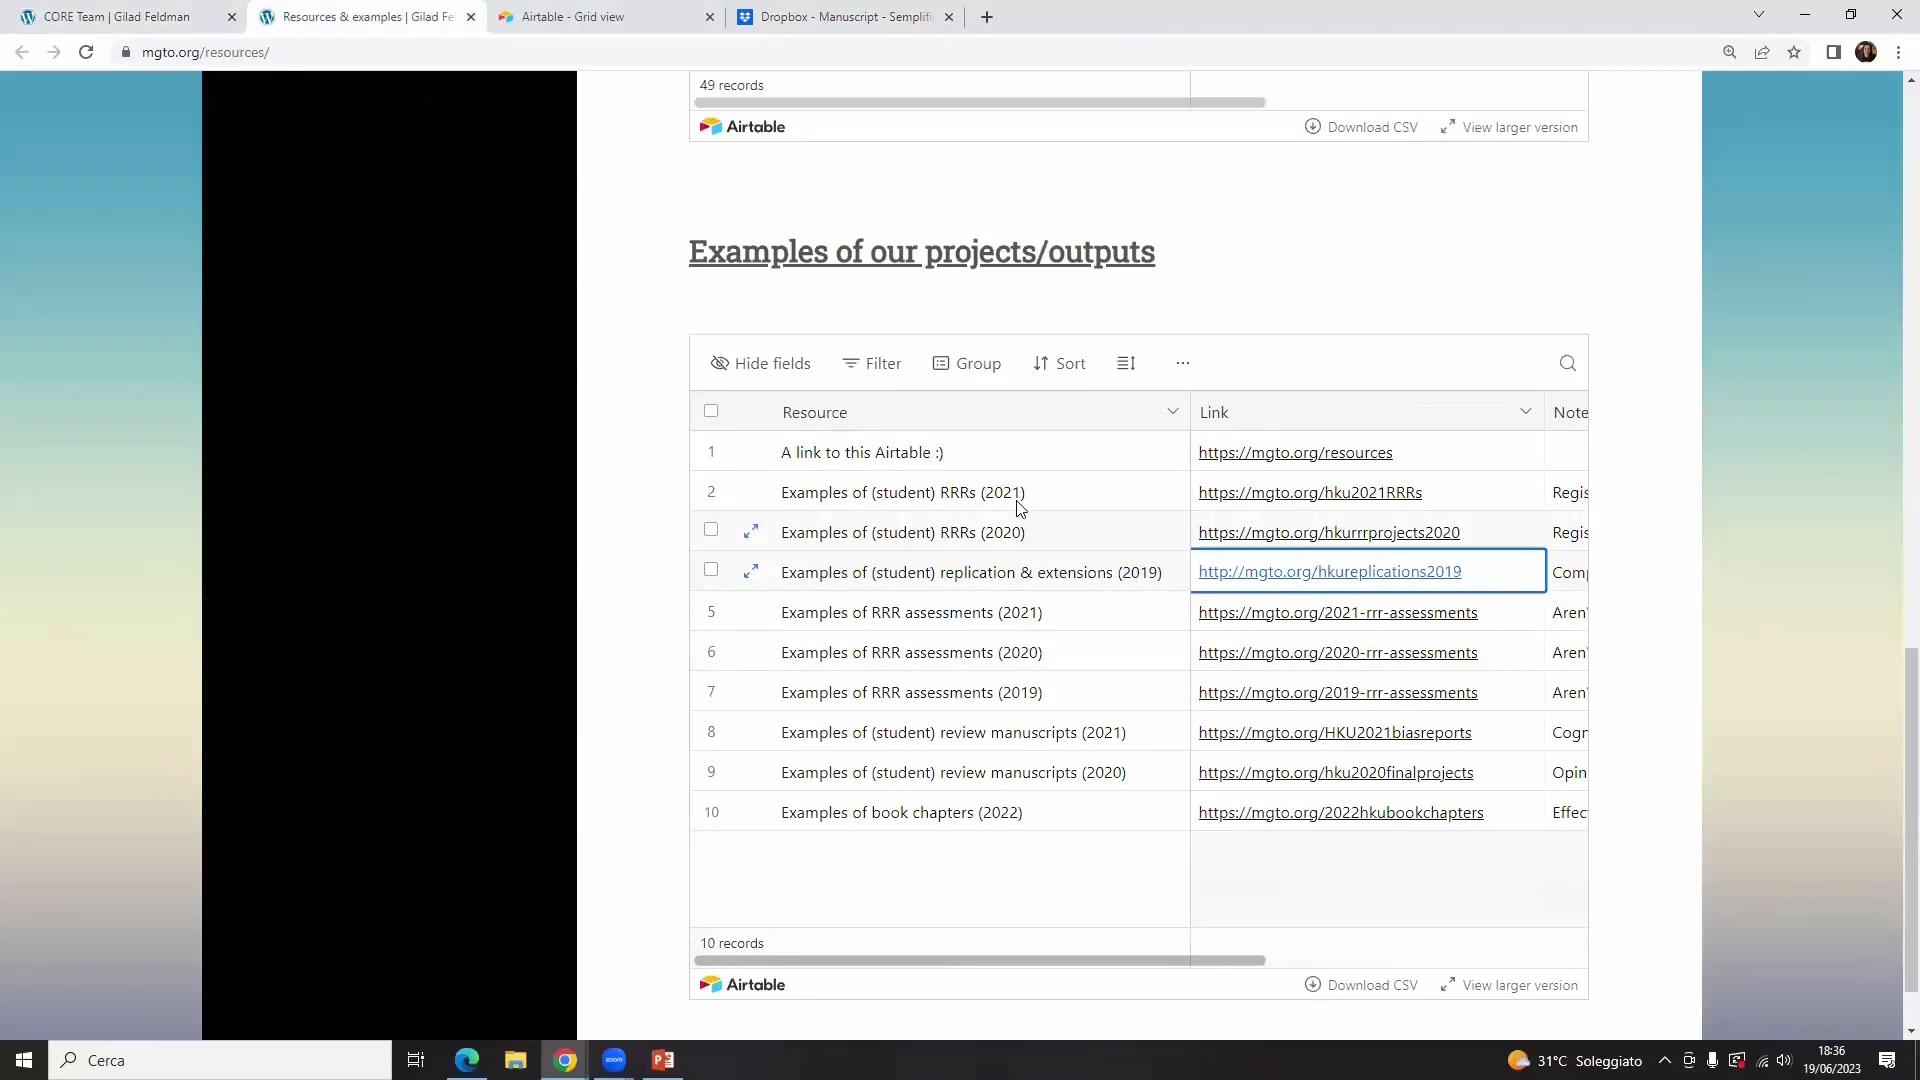 CORE Team | Gilad Feldman
Resources & examples | Gilad Fe
Airtable - Grid view
Dropbox - Manuscript - Semplifi
mgto.org/resources/
49 records
Airtable
Download CSV
View larger version
Examples of our projects/outputs
Hide fields
Filter
Group
Sort
Resource Link Note
1 A link to this Airtable :) https://mgto.org/resources
2 Examples of (student) RRRs (2021) https://mgto.org/hku2021RRRs Regis
Examples of (student) RRRs (2020) https://mgto.org/hkurrrprojects2020 Regis
Examples of (student) replication & extensions (2019) http://mgto.org/hkureplications2019 Comp
5 Examples of RRR assessments (2021) https://mgto.org/2021-rrr-assessments Aren'
6 Examples of RRR assessments (2020) https://mgto.org/2020-rrr-assessments Aren'
7 Examples of RRR assessments (2019) https://mgto.org/2019-rrr-assessments Aren'
8 Examples of (student) review manuscripts (2021) https://mgto.org/HKU2021biasreports Cogn
9 Examples of (student) review manuscripts (2020) https://mgto.org/hku2020finalprojects Opin
10 Examples of book chapters (2022) https://mgto.org/2022hkubookchapters Effec
10 records
Airtable
Download CSV
View larger version
Cerca
zoom
31°C Soleggiato
18:36
19/06/2023